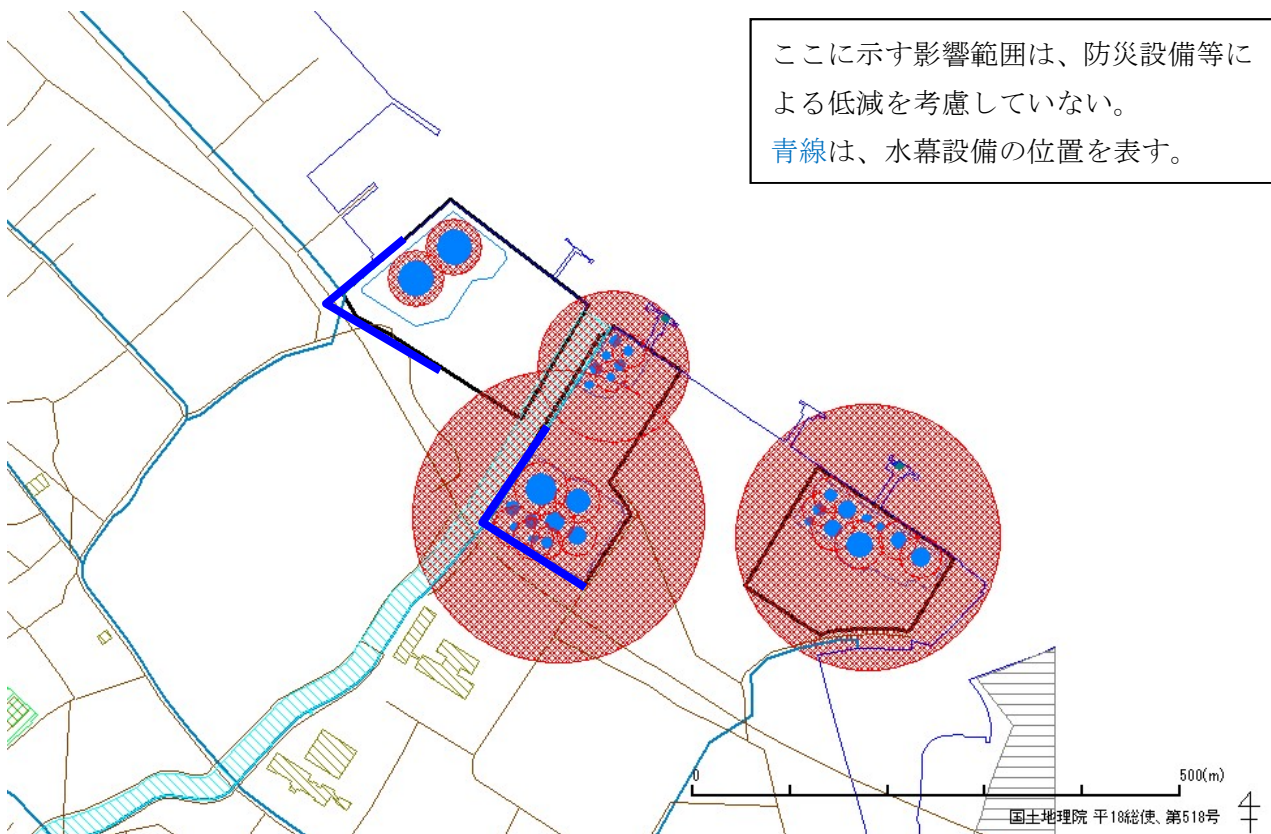 ここに示す影響範囲は、防災設備等に
よる低減を考慮していない。
青線は、水幕設備の位置を表す。
0 500(m)
国土地理院 平18総使、第518号